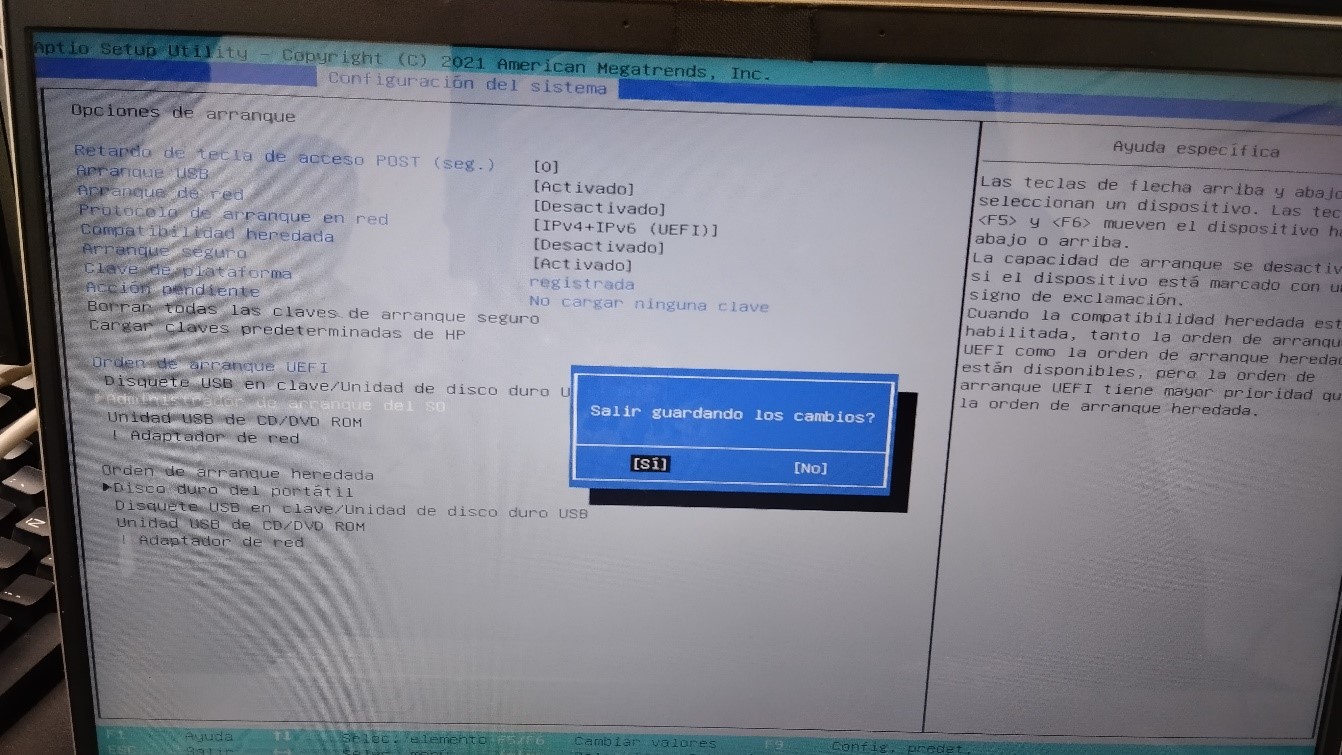 Aptio Setup Utility - Copyright (C) 2021 American Megatrends, Inc.
Configuración del sistema
Opciones de arranque
Retardo de tecla de acceso POST (seg.) [0]
Arranque USB [Activado]
Arranque de red [Desactivado]
Protocolo de arranque en red [IPv4+IPv6 (UEFI)]
Compatibilidad heredada [Desactivado]
Arranque seguro [Activado]
Clave de plataforma registrada
Acción pendiente No cargar ninguna clave
Borrar todas las claves de arranque seguro
Cargar claves predeterminadas de HP
Orden de arranque UEFI
Disquete USB en clave/Unidad de disco duro U
Administrador de arranque del SO
Unidad USB de CD/DVD ROM
! Adaptador de red
Orden de arranque heredada
▶Disco duro del portátil
Disquete USB en clave/Unidad de disco duro USB
Unidad USB de CD/DVD ROM
! Adaptador de red
Salir guardando los cambios?
[Sí] [No]
Ayuda específica
Las teclas de flecha arriba y abajo
seleccionan un dispositivo. Las tec
<F5> y <F6> mueven el dispositivo h
abajo o arriba.
La capacidad de arranque se desactiv
si el dispositivo está marcado con u
signo de exclamación.
Cuando la compatibilidad heredada est
habilitada, tanto la orden de arranqu
UEFI como la orden de arranque hereda
están disponibles, pero la orden de
arranque UEFI tiene mayor prioridad qu
la orden de arranque heredada.
F1 Ayuda ↑↓ Selec. elemento F5/F6 Cambiar valores F9 Config. predet.
ESC Salir